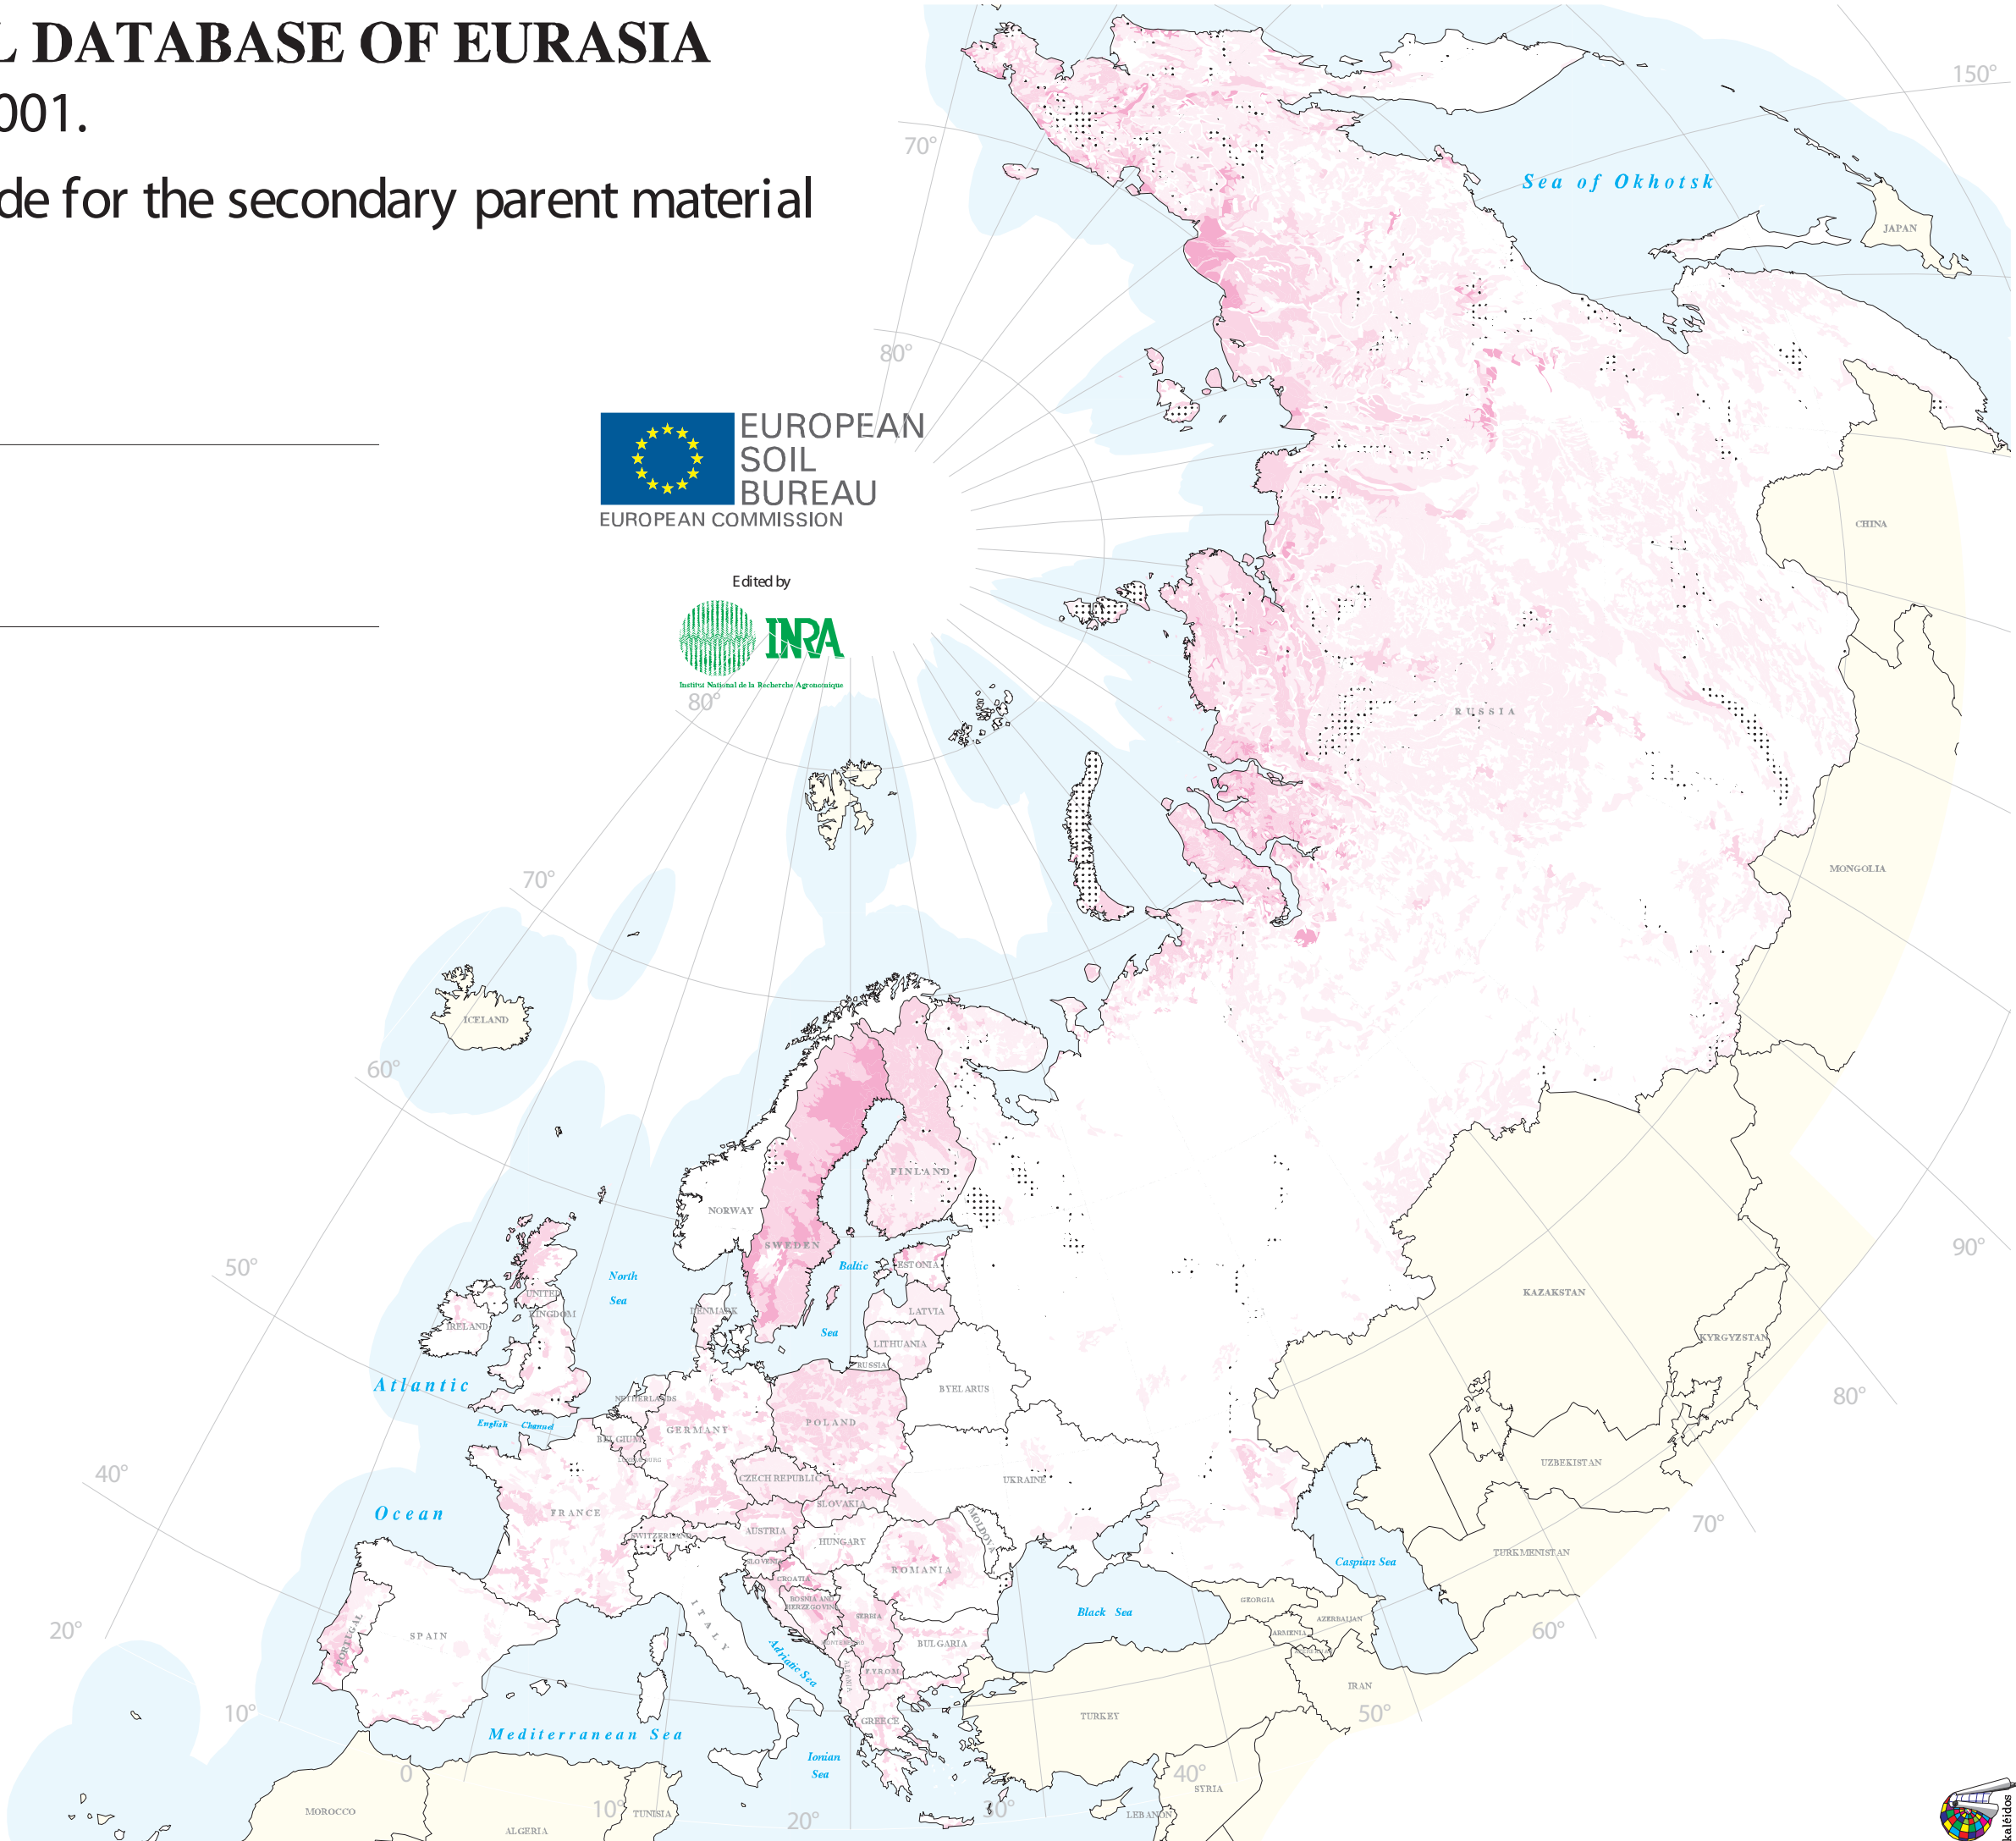 L DATABASE OF EURASIA
001.
de for the secondary parent material
150°
70°
Sea of Okhotsk
JAPAN
80°
EUROPEAN
SOIL
BUREAU
EUROPEAN COMMISSION
CHINA
Edited by
INRA
Institut National de la Recherche Agronomique
80°
RUSSIA
MONGOLIA
70°
ICELAND
60°
FINLAND
NORWAY
SWEDEN
50°
North
Sea
Baltic
Sea
ESTONIA
90°
UNITED
KINGDOM
IRELAND
DENMARK
LATVIA
LITHUANIA
RUSSIA
KAZAKSTAN
KYRGYZSTAN
Atlantic
Ocean
English Channel
NETHERLANDS
BELGIUM
GERMANY
POLAND
BYELARUS
80°
40°
CZECH REPUBLIC
UKRAINE
UZBEKISTAN
FRANCE
SLOVAKIA
SWITZERLAND
AUSTRIA
HUNGARY
MOLDOVA
70°
Caspian Sea
TURKMENISTAN
SLOVENIA
CROATIA
ROMANIA
BOSNIA AND
HERZEGOVINA
SERBIA
Black Sea
GEORGIA
AZERBAIJAN
ARMENIA
20°
PORTUGAL
SPAIN
ITALY
Adriatic Sea
BULGARIA
60°
ALBANIA
F.Y.R.O.M.
IRAN
10°
Mediterranean Sea
GREECE
TURKEY
50°
Ionian
Sea
0
40°
SYRIA
MOROCCO
10°
TUNISIA
20°
30°
LEBANON
ALGERIA
kaléidos